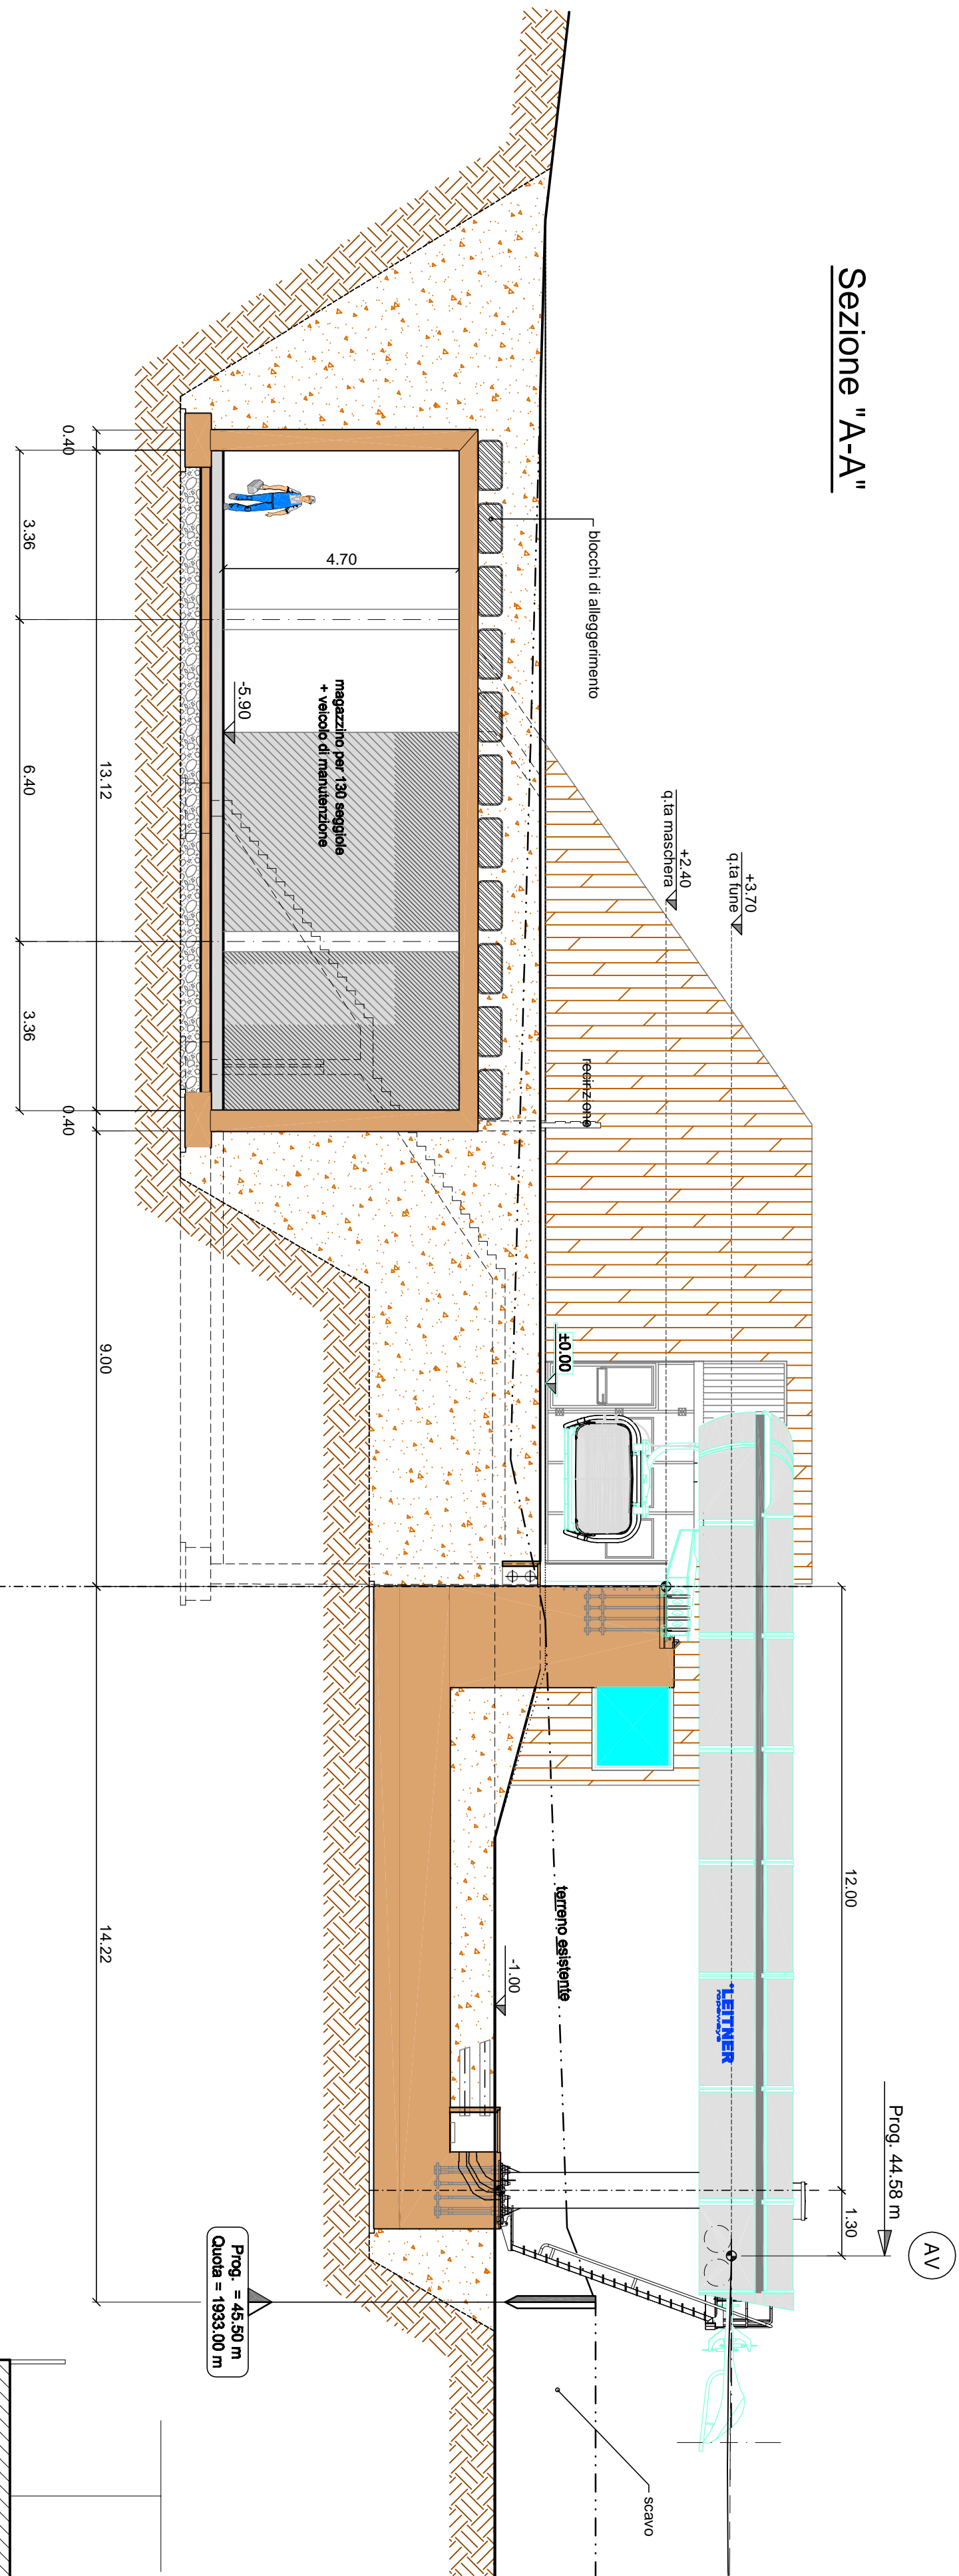 Sezione "A-A"
AV
Prog. 44.58 m
12.00
1.30
+3.70
q.ta fune
+2.40
q.ta maschera
LEITNER
ropeways
blocchi di alleggerimento
recinzione
±0.00
terreno esistente
-1.00
scavo
4.70
magazzino per 130 seggiole
+ veicolo di manutenzione
-5.90
Prog. = 45.50 m
Quota = 1933.00 m
0.40
13.12
0.40
9.00
14.22
3.36
6.40
3.36